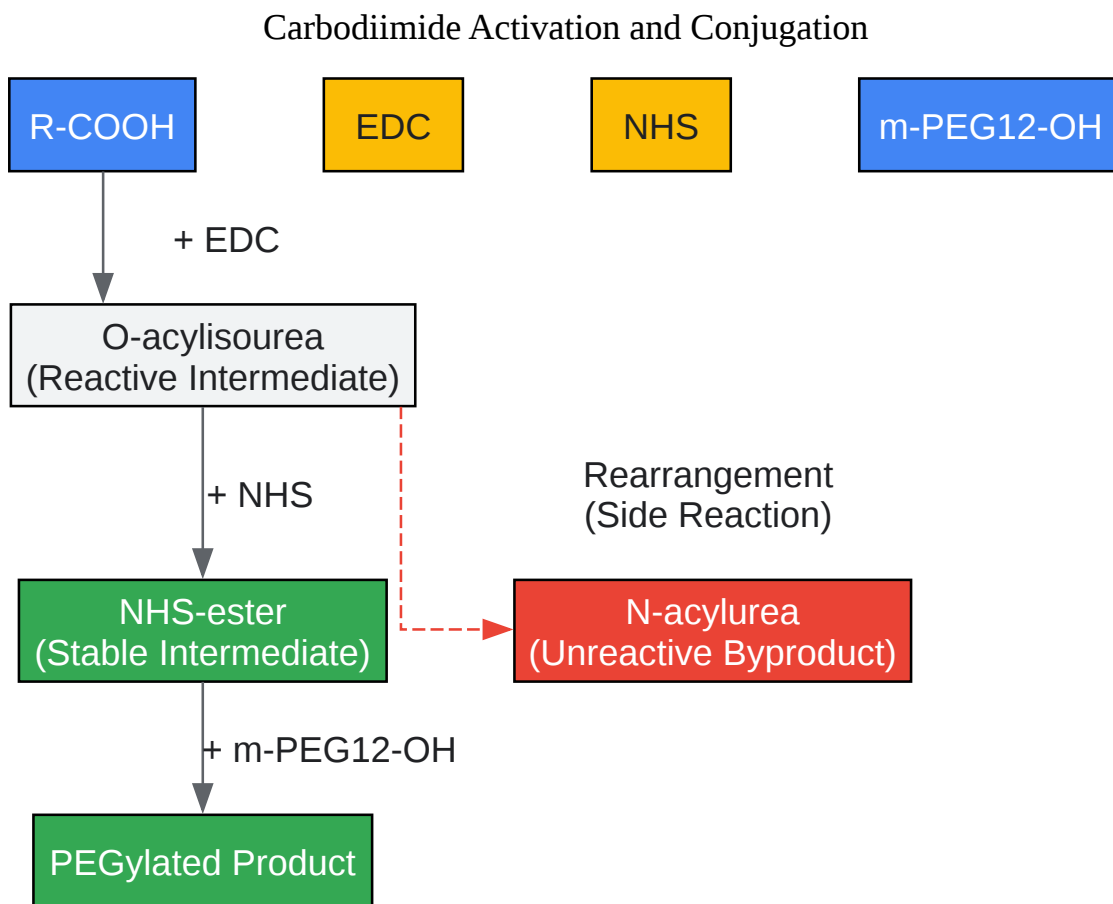 Carbodiimide Activation and Conjugation
R-COOH
EDC
NHS
m-PEG12-OH
+ EDC
O-acylisourea
(Reactive Intermediate)
+ NHS
Rearrangement
(Side Reaction)
NHS-ester
(Stable Intermediate)
N-acylurea
(Unreactive Byproduct)
+ m-PEG12-OH
PEGylated Product